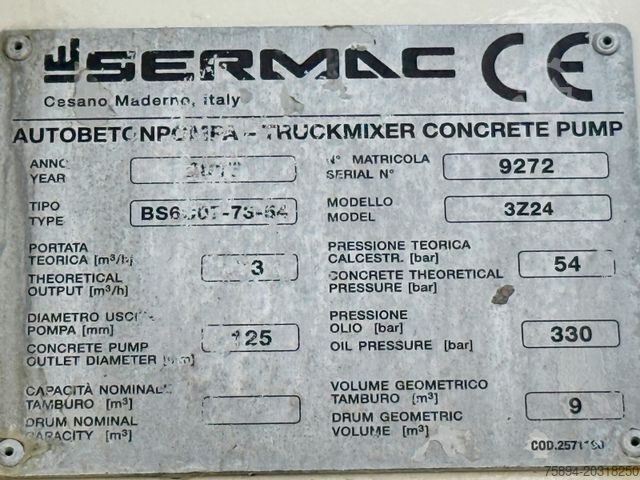 SERMAC CE
Cesano Maderno, Italy
AUTOBETONPOMPA - TRUCKMIXER CONCRETE PUMP
ANNO
YEAR
N° MATRICOLA
SERIAL N°
9272
TIPO
TYPE
MODELLO
MODEL
3Z24
PORTATA
TEORICA [m³/h]
THEORETICAL
OUTPUT [m³/h]
3
PRESSIONE TEORICA
CALCESTR. [bar]
CONCRETE THEORETICAL
PRESSURE [bar]
54
DIAMETRO USCITA
POMPA [mm]
CONCRETE PUMP
OUTLET DIAMETER [mm]
125
PRESSIONE
OLIO [bar]
OIL PRESSURE [bar]
330
CAPACITÀ NOMINALE
TAMBURO [m³]
DRUM NOMINAL
CAPACITY [m³]
VOLUME GEOMETRICO
TAMBURO [m³]
DRUM GEOMETRIC
VOLUME [m³]
9
75894-20318250